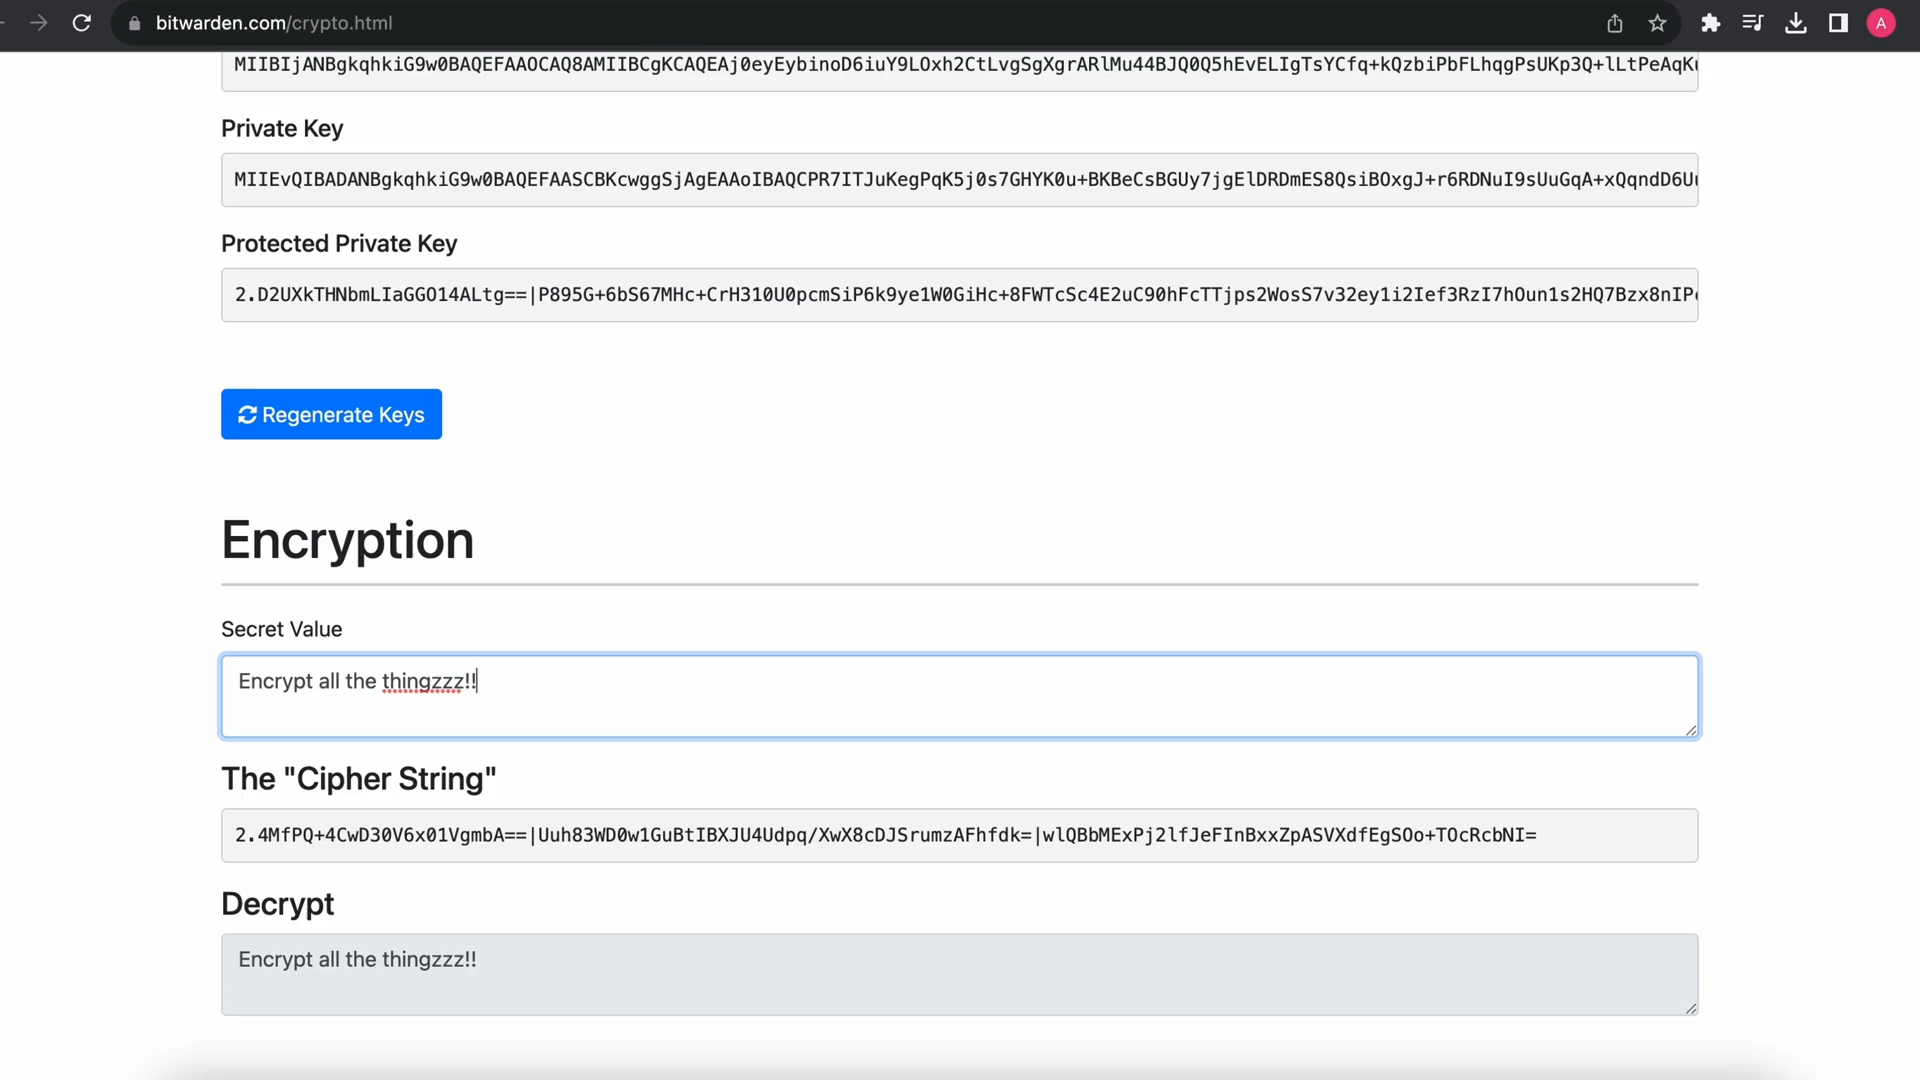 bitwarden.com/crypto.html
A
MIIBIjANBgkqhkiG9w0BAQEFAAOCAQ8AMIIBCgKCAQEAj0eyEybinoD6iuY9LOxh2CtLvgSgXgrARlMu44BJQ0Q5hEvELIgTsYCfq+kQzbiPbFLhqgPsUKp3Q+lLtPeAqK
Private Key
MIIEvQIBADANBgkqhkiG9w0BAQEFAASCBKcwggSjAgEAAoIBAQCPR7ITJuKegPqK5j0s7GHYK0u+BKBeCsBGUy7jgElDRDmES8QsiBOxgJ+r6RDNuI9sUuGqA+xQqndD6U
Protected Private Key
2.D2UXkTHNbmLIaGGO14ALtg==|P895G+6bS67MHc+CrH310U0pcmSiP6k9ye1W0GiHc+8FWTcSc4E2uC90hFcTTjps2WosS7v32ey1i2Ief3RzI7hOun1s2HQ7Bzx8nIP
Regenerate Keys
Encryption
Secret Value
Encrypt all the thingzzz!!
The "Cipher String"
2.4MfPQ+4CwD30V6x01VgmbA==|Uuh83WD0w1GuBtIBXJU4Udpq/XwX8cDJSrumzAFhfdk=|wlQBbMExPj2lfJeFInBxxZpASVXdfEgSOo+TOcRcbNI=
Decrypt
Encrypt all the thingzzz!!